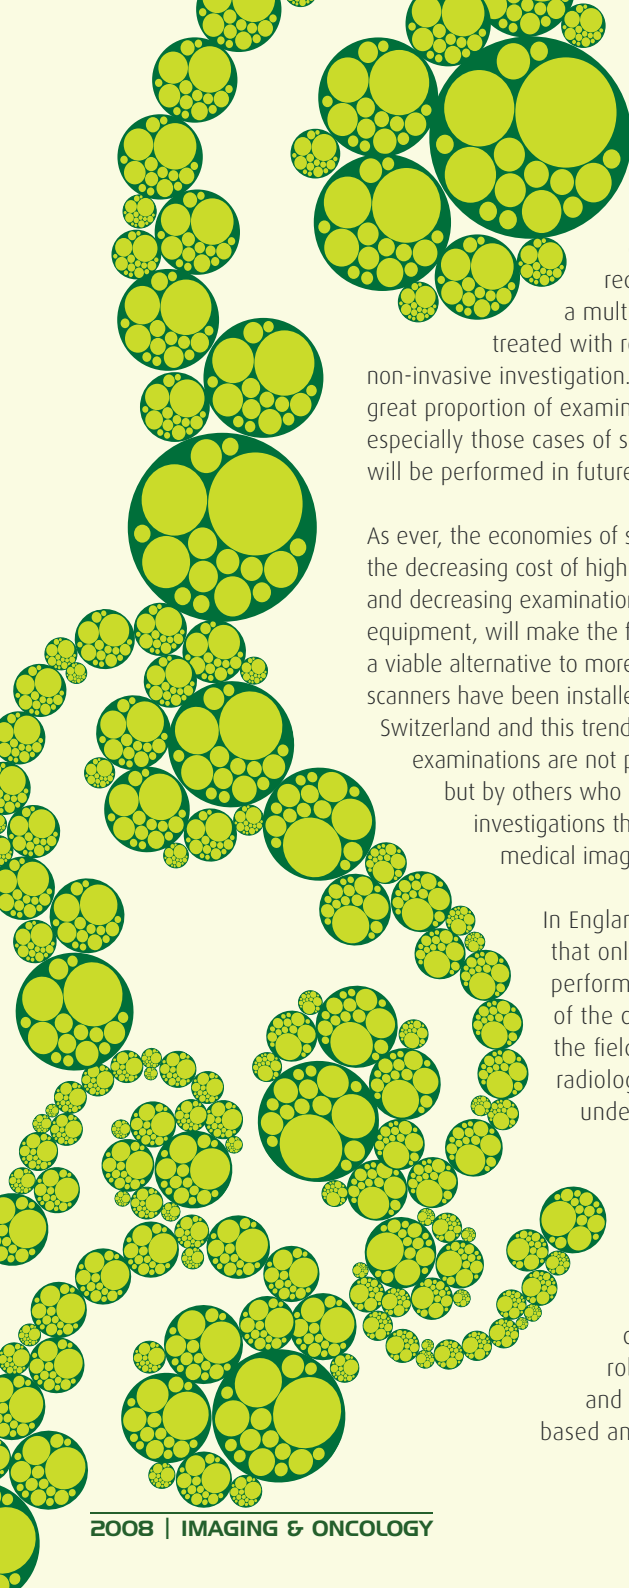 a mult
treated with r
non-invasive investigation.
great proportion of examin
especially those cases of s
will be performed in future
As ever, the economies of s
the decreasing cost of high
and decreasing examination
equipment, will make the f
a viable alternative to more
scanners have been installe
Switzerland and this trend
examinations are not p
but by others who
investigations th
medical imag
In Englan
that onl
perform
of the c
the field
radiolog
unde
rol
and
based an
2008 | IMAGING & ONCOLOGY